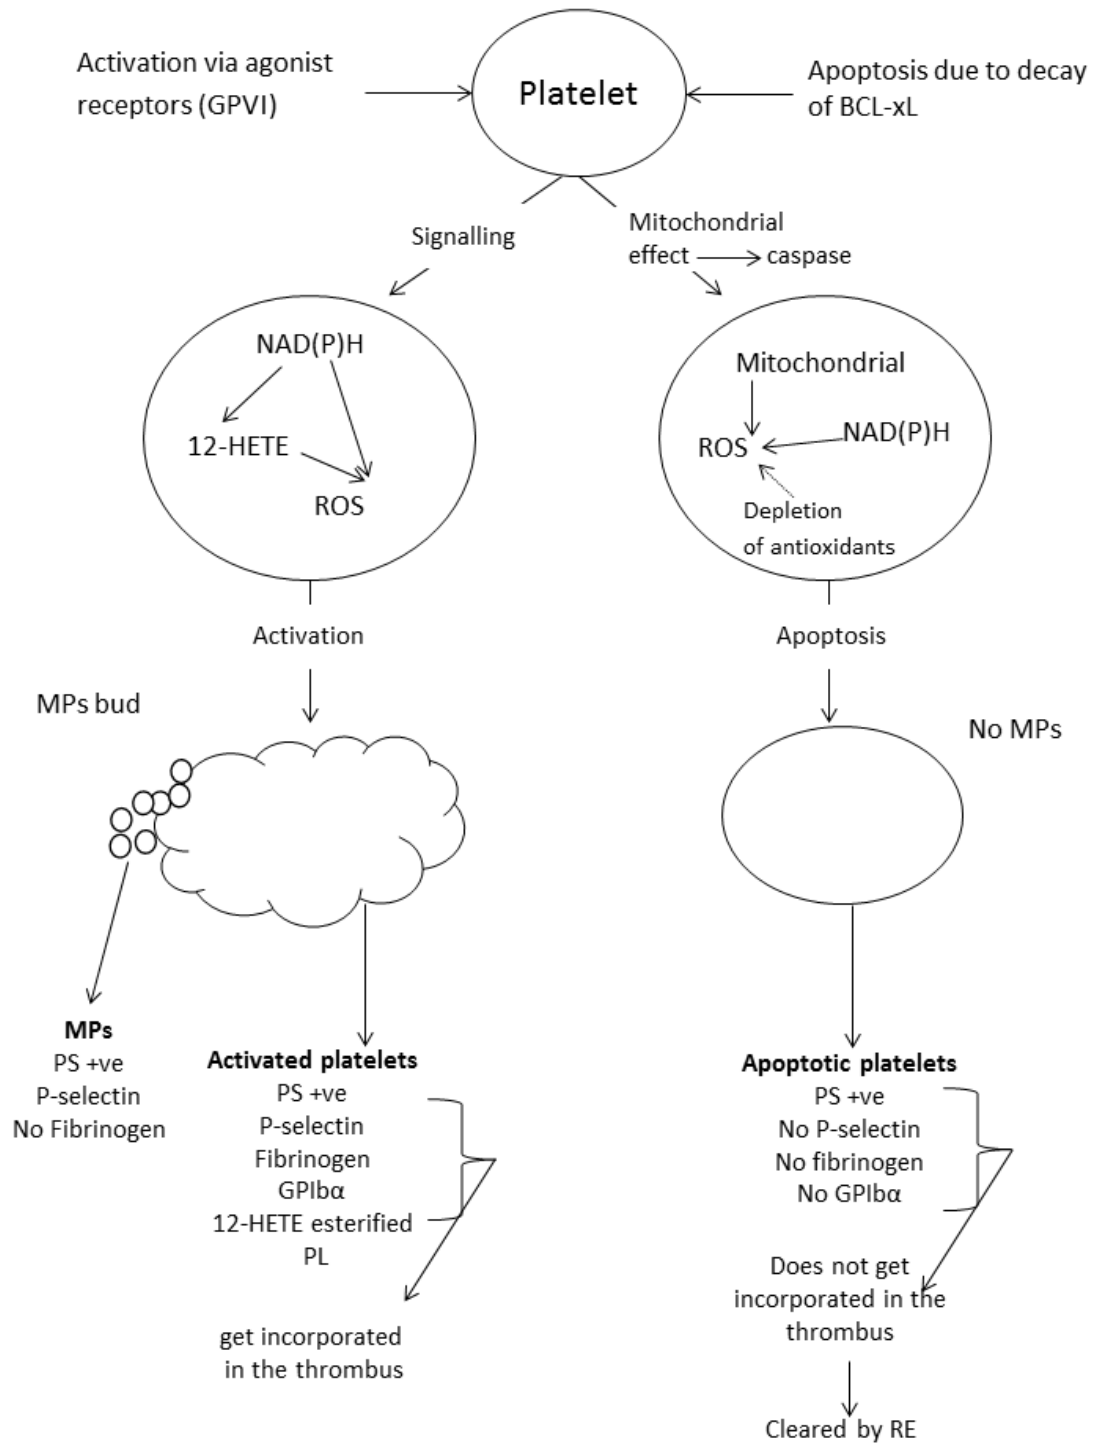 Activation via agonist
receptors (GPVI)
Platelet
Apoptosis due to decay
of BCL-xL
Signalling
Mitochondrial
effect
caspase
NAD(P)H
12-HETE
ROS
Mitochondrial
ROS
NAD(P)H
Depletion
of antioxidants
Activation
Apoptosis
MPs bud
No MPs
MPs
PS +ve
P-selectin
No Fibrinogen
Activated platelets
PS +ve
P-selectin
Fibrinogen
GPIbα
12-HETE esterified
PL
get incorporated
in the thrombus
Apoptotic platelets
PS +ve
No P-selectin
No fibrinogen
No GPIbα
Does not get
incorporated in the
thrombus
Cleared by RE